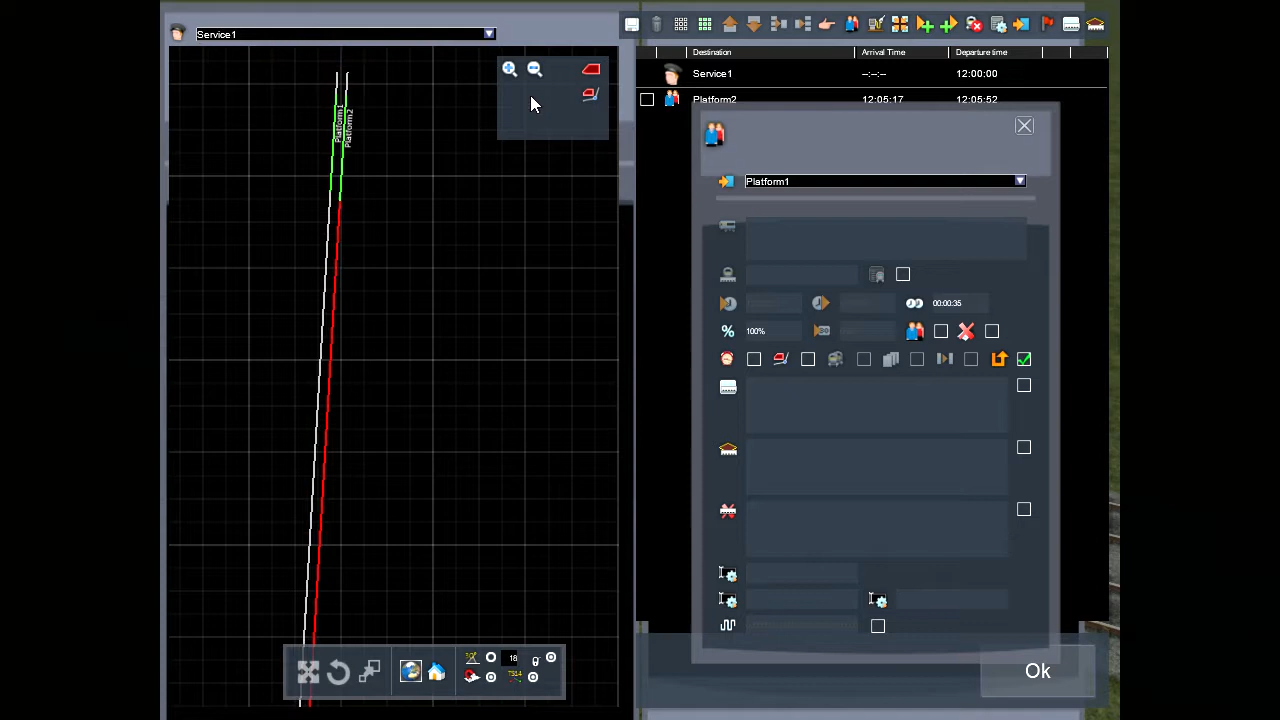 Service1
Destination Arrival Time Departure time
Service1 --:--:-- 12:00:00
Platform2 12:05:17 12:05:52
Platform1
Platform2
Platform1
00:00:35
%
100%
18
Ok